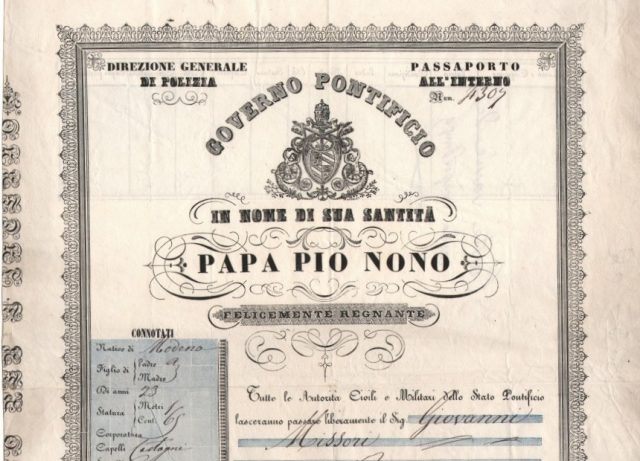 DIREZIONE GENERALE
DI POLIZIA
PASSAPORTO
ALL'INTERNO
Num. 1309
GOVERNO PONTIFICIO
IN NOME DI SUA SANTITÀ
PAPA PIO NONO
FELICEMENTE REGNANTE
CONNOTATI
Nativo di Modena
Figlio di Padre
Madre
Di anni 23
Statura Metri 1
Cent. 65
Corporatura
Capelli Castagni
Tutte le Autorità Civili e Militari dello Stato Pontificio
lasceranno passare liberamente il Sig. Giovanni
Missori